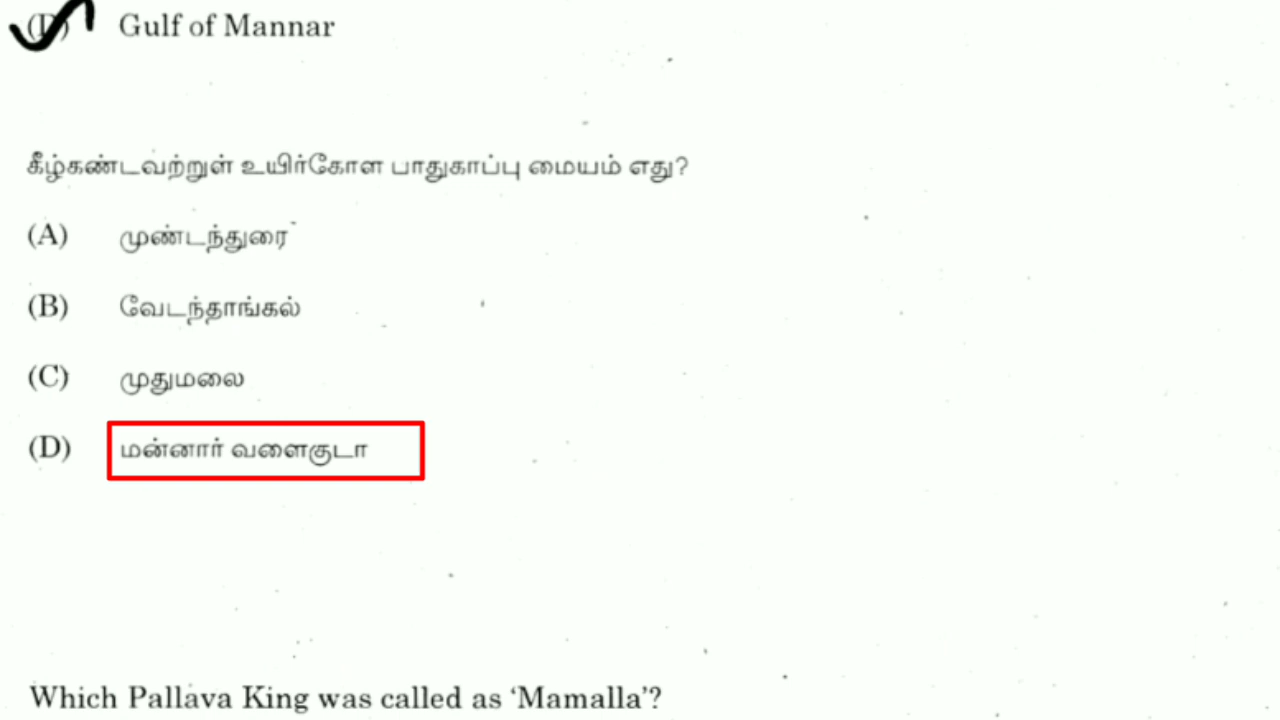 (D) Gulf of Mannar
கீழ்கண்டவற்றுள் உயிர்கோள பாதுகாப்பு மையம் எது?
(A) முண்டந்துரை
(B) வேடந்தாங்கல்
(C) முதுமலை
(D) மன்னார் வளைகுடா
Which Pallava King was called as ‘Mamalla’?